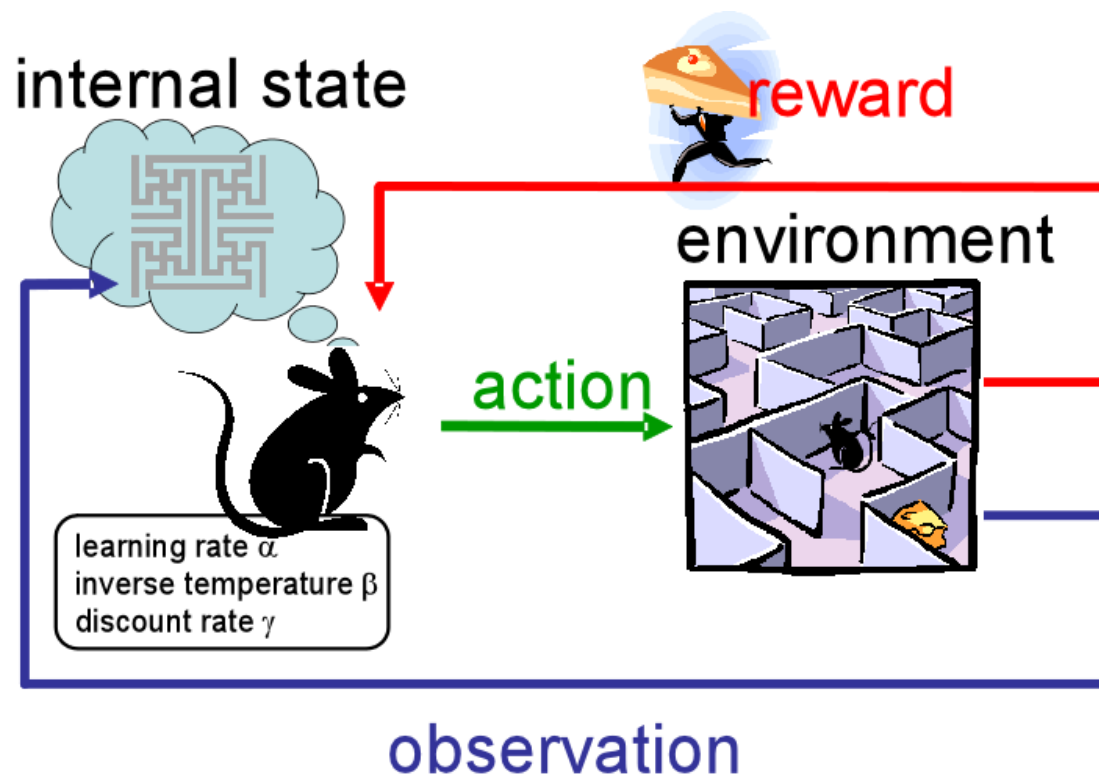 internal state
reward
environment
action
learning rate α
inverse temperature β
discount rate γ
observation